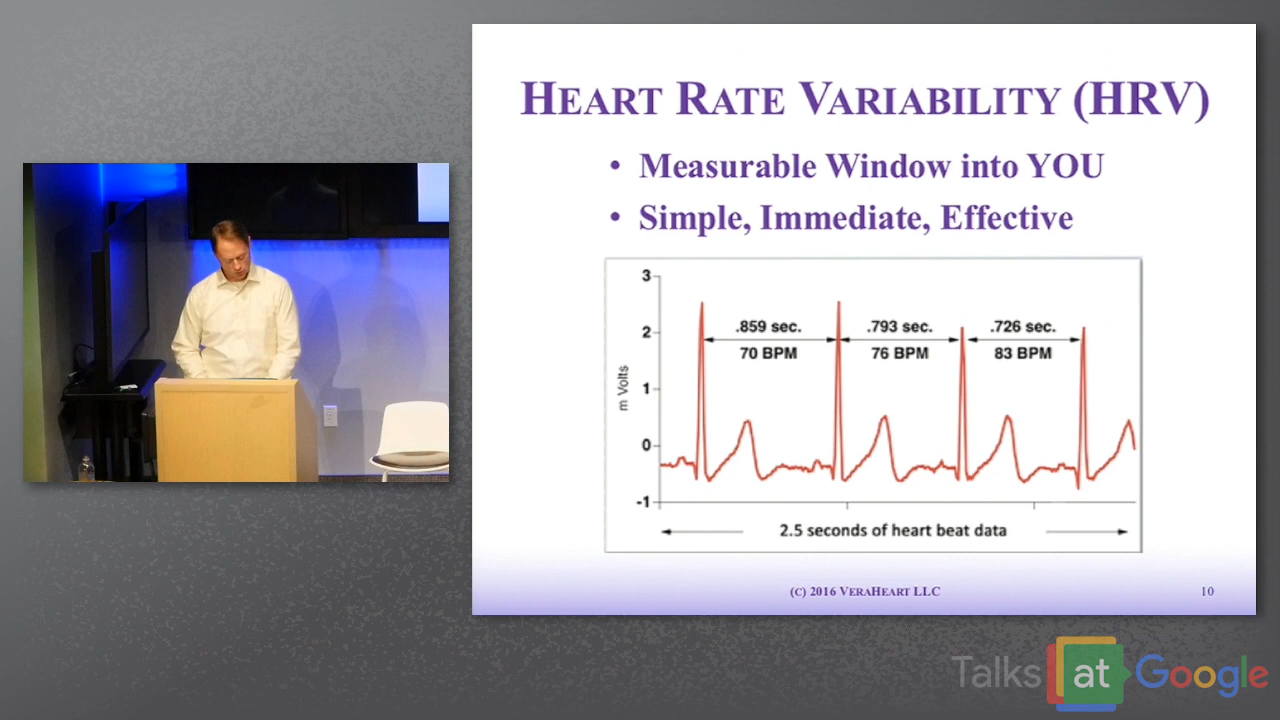 HEART RATE VARIABILITY (HRV)
• Measurable Window into YOU
• Simple, Immediate, Effective
3
2
1
0
-1
m Volts
.859 sec.
70 BPM
.793 sec.
76 BPM
.726 sec.
83 BPM
2.5 seconds of heart beat data
(C) 2016 VERAHEART LLC
10
Talks at Google